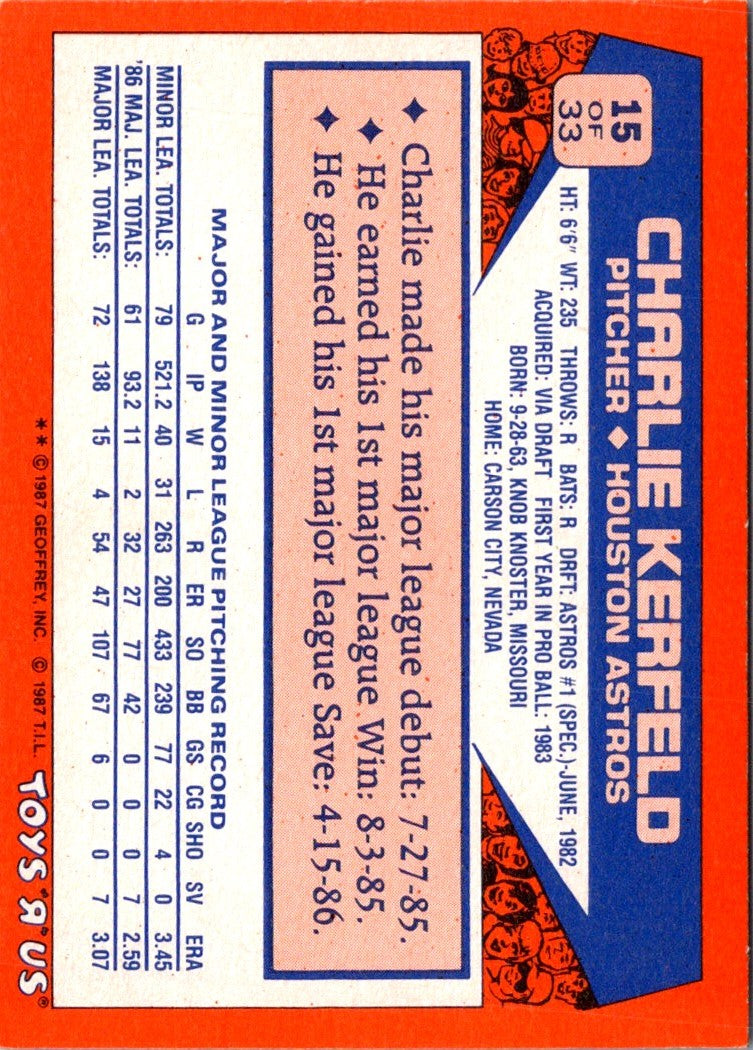 15
OF
33
CHARLIE KERFELD
PITCHER ♦ HOUSTON ASTROS
HT: 6'6" WT: 235 THROWS: R BATS: R DRFT: ASTROS #1 (SPEC.)-JUNE, 1982
ACQUIRED: VIA DRAFT FIRST YEAR IN PRO BALL: 1983
BORN: 9-28-63, KNOB KNOSTER, MISSOURI
HOME: CARSON CITY, NEVADA
♦ Charlie made his major league debut: 7-27-85.
♦ He earned his 1st major league Win: 8-3-85.
♦ He gained his 1st major league Save: 4-15-86.
MAJOR AND MINOR LEAGUE PITCHING RECORD
G IP W L R ER SO BB GS CG SHO SV ERA
MINOR LEA. TOTALS: 79 521.2 40 31 263 200 433 239 77 22 4 0 3.45
'86 MAJ. LEA. TOTALS: 61 93.2 11 2 32 27 77 42 0 0 0 7 2.59
MAJOR LEA. TOTALS: 72 138 15 4 54 47 107 67 6 0 0 7 3.07
** © 1987 GEOFFREY, INC. © 1987 T.I.L. TOYS "R" US®